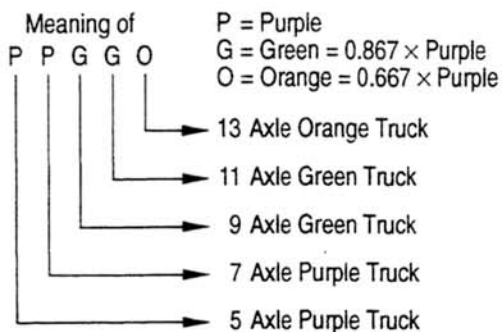 Meaning of
P P G G O
P = Purple
G = Green = 0.867 × Purple
O = Orange = 0.667 × Purple
13 Axle Orange Truck
11 Axle Green Truck
9 Axle Green Truck
7 Axle Purple Truck
5 Axle Purple Truck